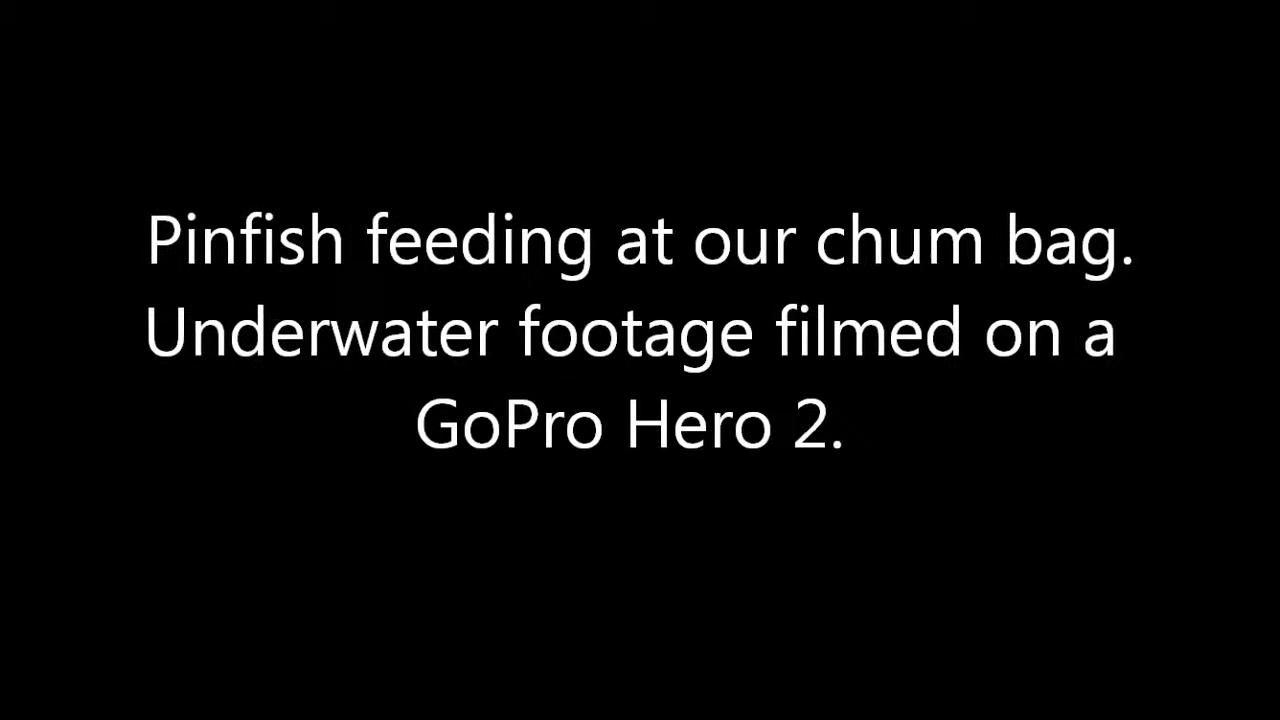 Pinfish feeding at our chum bag.
Underwater footage filmed on a
GoPro Hero 2.